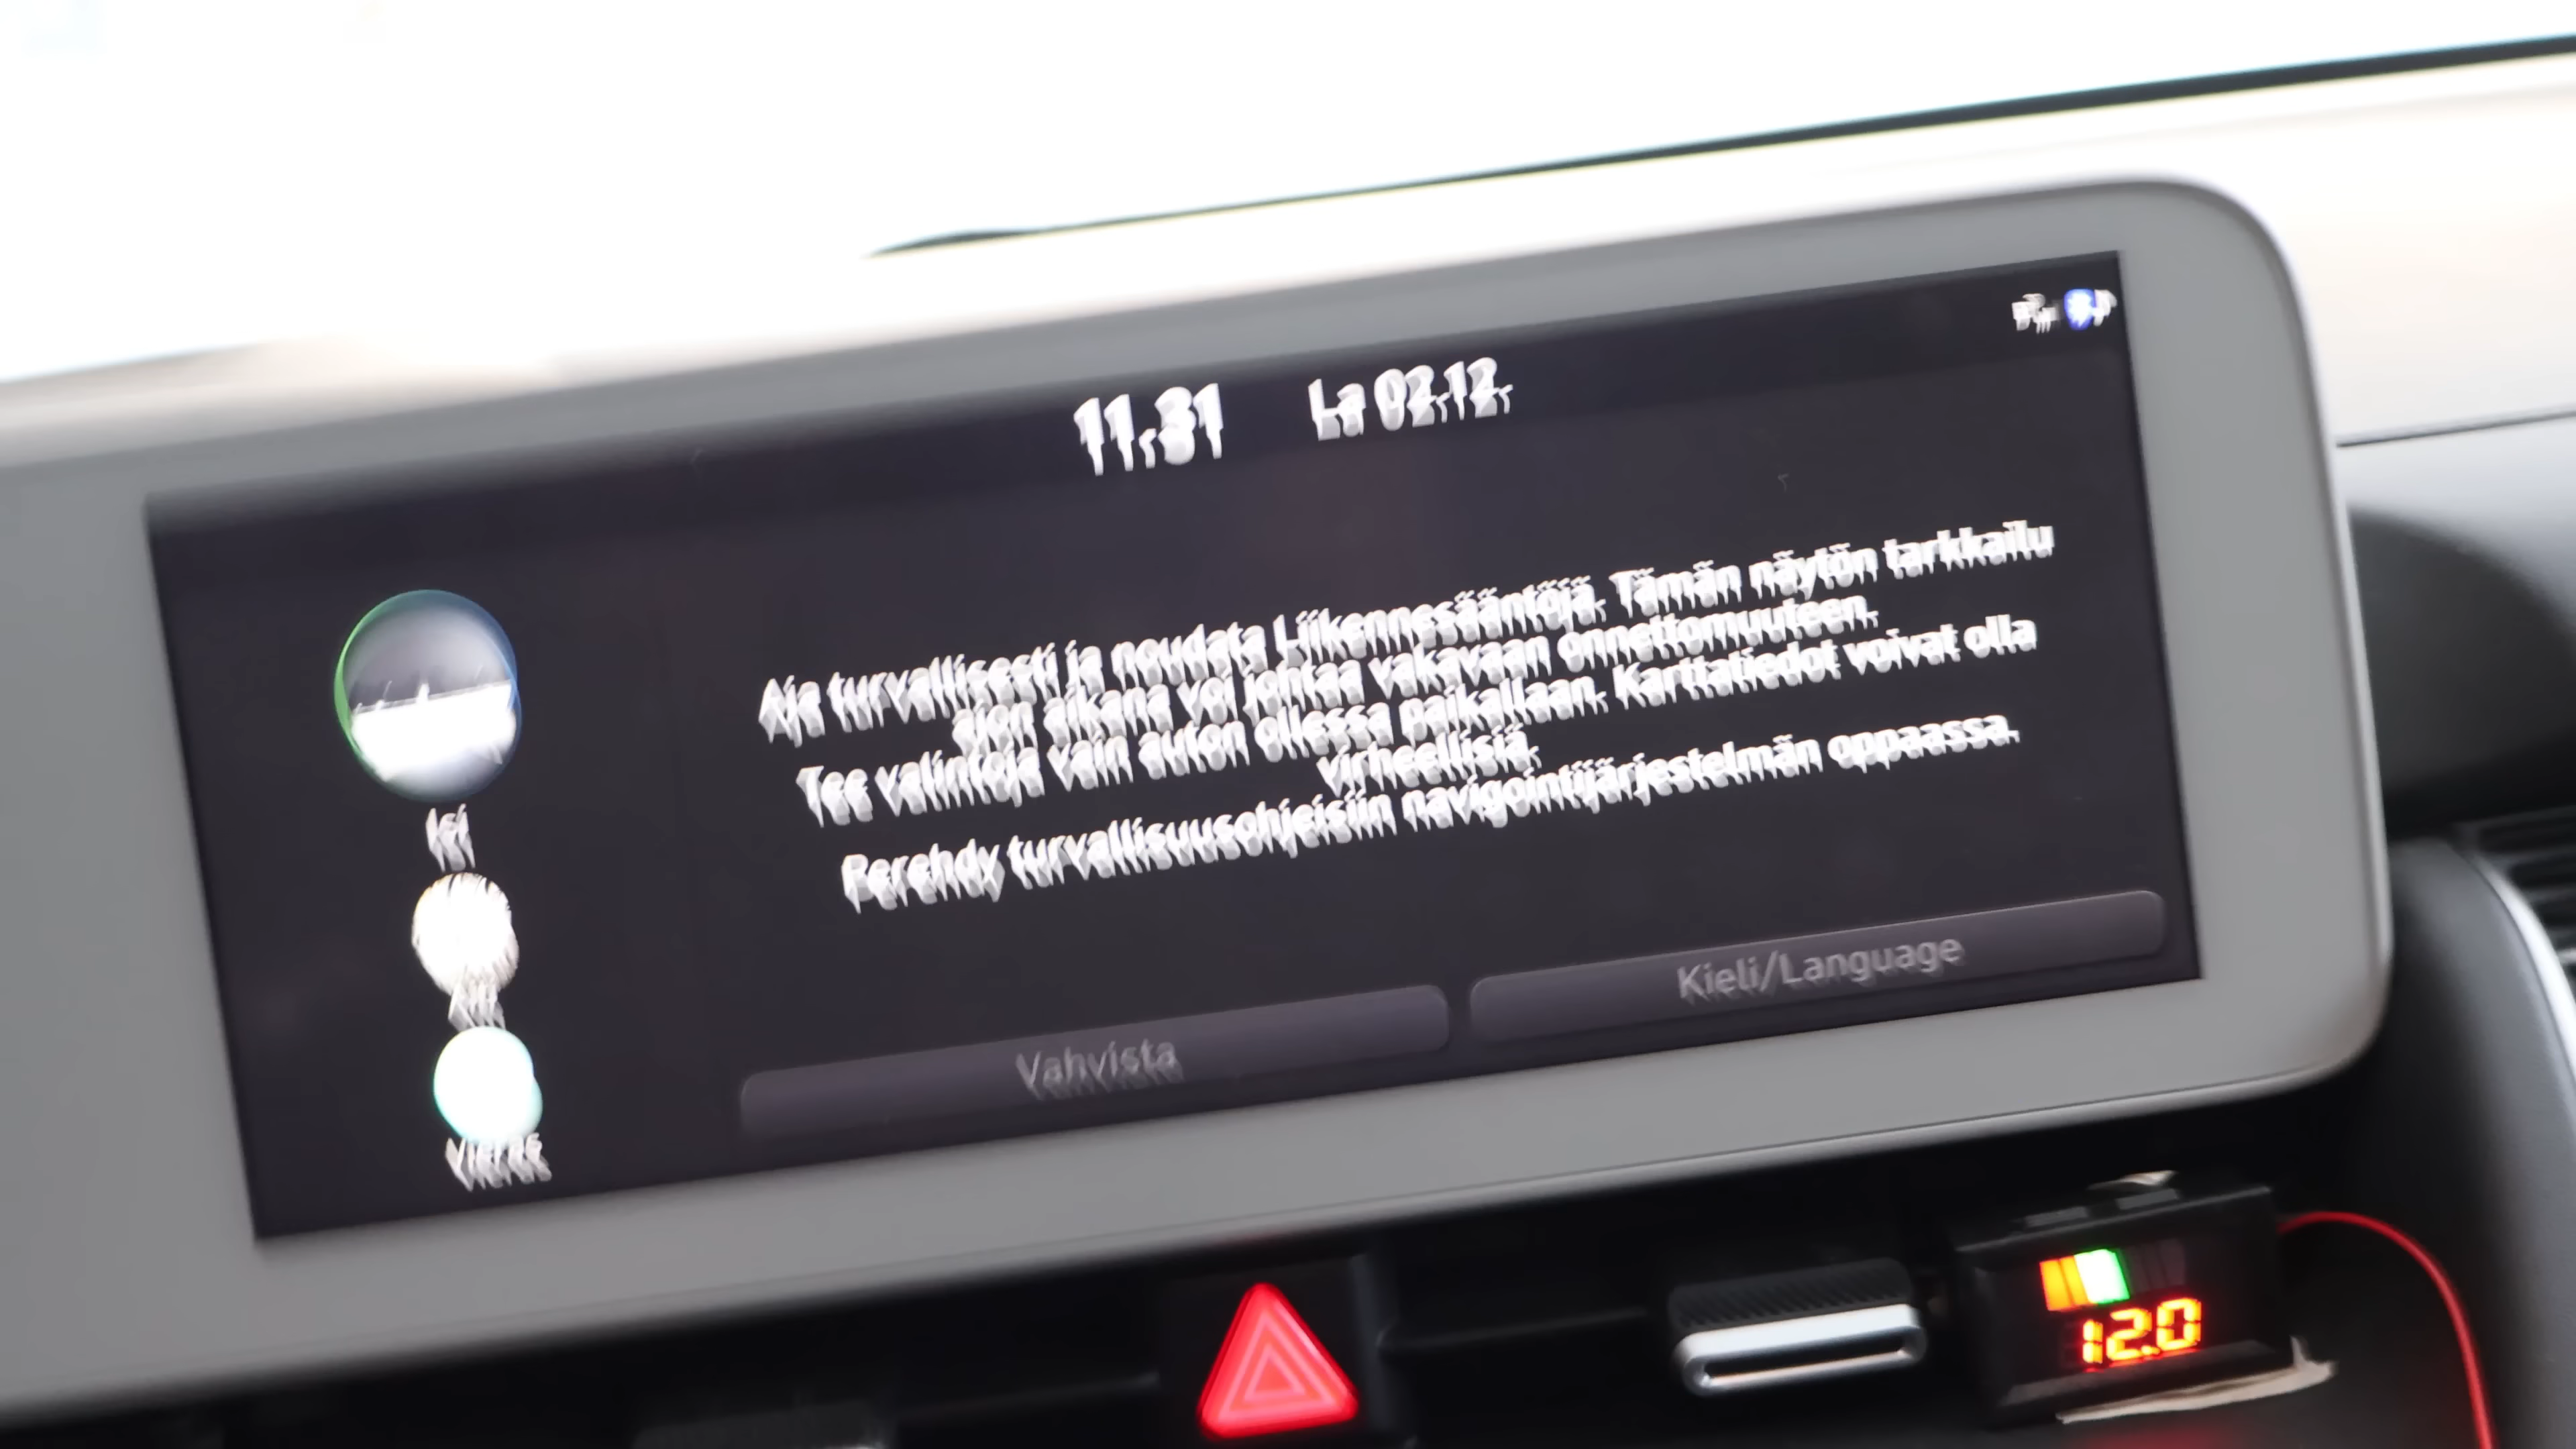 11.31 La 02.12.
Aja turvallisesti ja noudata Liikennesääntöjä. Tämän näytön tarkkailu
ajon aikana voi johtaa vakavaan onnettomuuteen.
Tee valintoja vain auton ollessa paikallaan. Karttatiedot voivat olla
virheellisiä.
Perehdy turvallisuusohjeisiin navigointijärjestelmän oppaassa.
Vieras
Vahvista
Kieli/Language
12.0